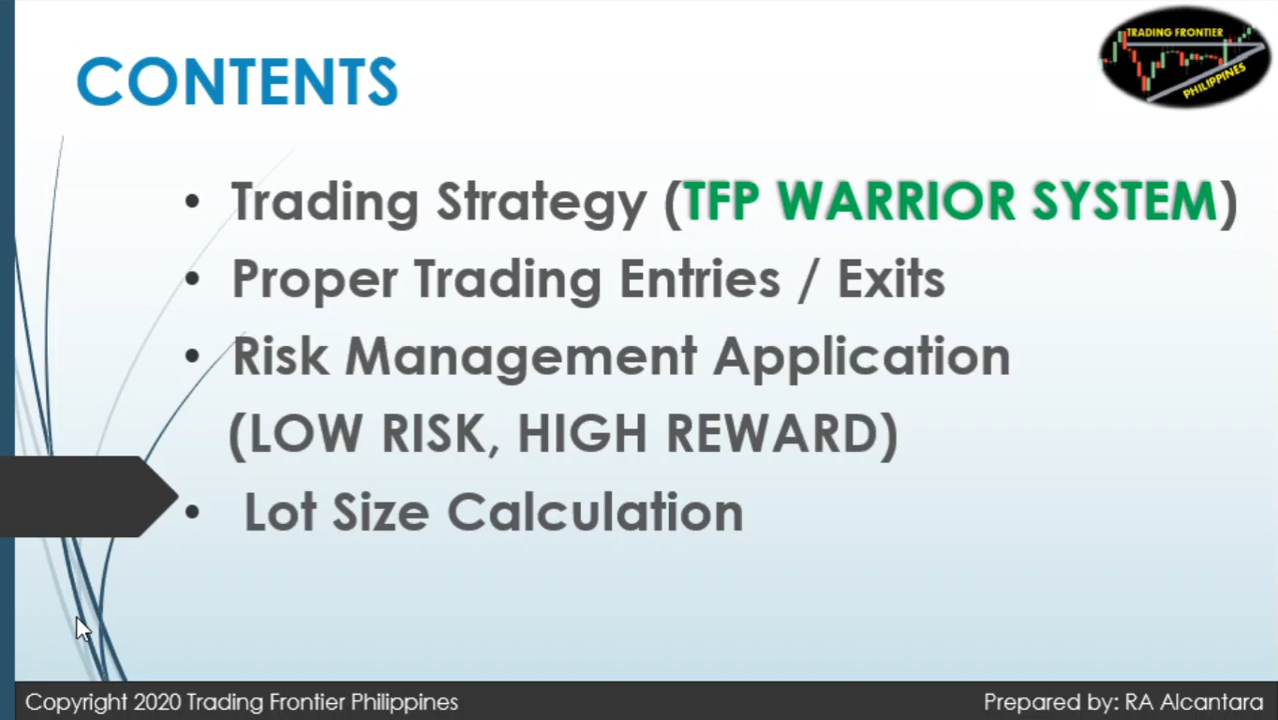 CONTENTS
TRADING FRONTIER
PHILIPPINES
• Trading Strategy (TFP WARRIOR SYSTEM)
• Proper Trading Entries / Exits
• Risk Management Application
(LOW RISK, HIGH REWARD)
• Lot Size Calculation
Copyright 2020 Trading Frontier Philippines
Prepared by: RA Alcantara